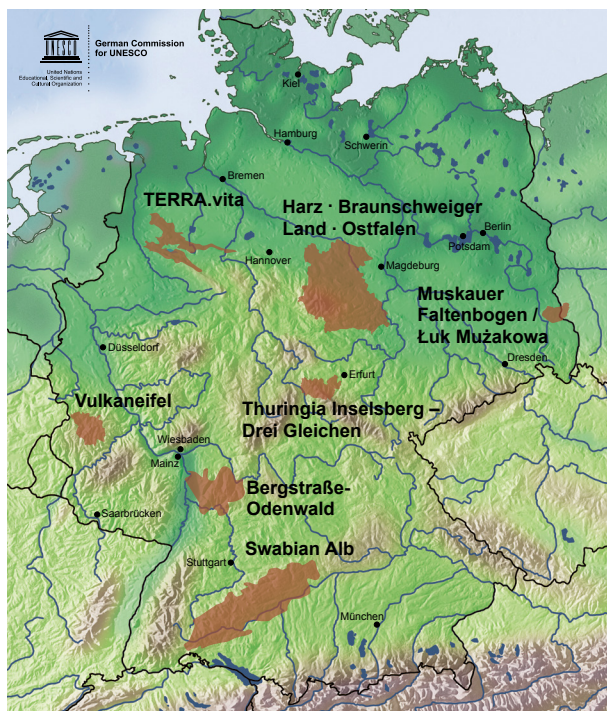 UNESCO
United Nations
Educational, Scientific and
Cultural Organization
German Commission
for UNESCO
Kiel
Hamburg
Schwerin
Bremen
TERRA.vita
Harz · Braunschweiger
Land · Ostfalen
Berlin
Potsdam
Hannover
Magdeburg
Muskauer
Faltenbogen /
Łuk Mużakowa
Düsseldorf
Dresden
Erfurt
Vulkaneifel
Thuringia Inselsberg –
Drei Gleichen
Wiesbaden
Mainz
Bergstraße-
Odenwald
Saarbrücken
Swabian Alb
Stuttgart
München